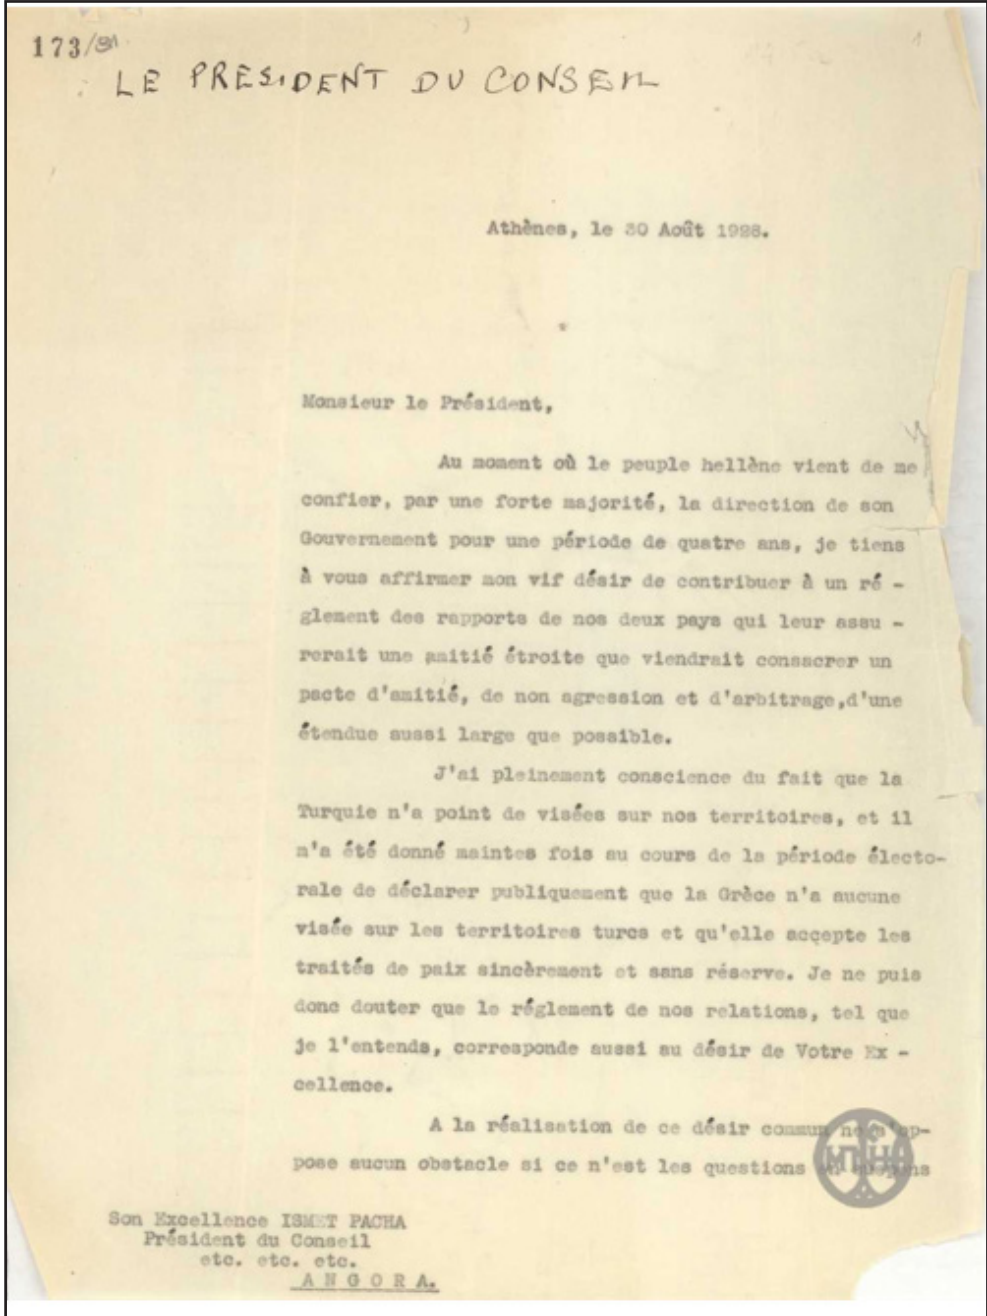 173/81
LE PRÉSIDENT DU CONSEIL
Athènes, le 30 Août 1928.
Monsieur le Président,
Au moment où le peuple hellène vient de me
confier, par une forte majorité, la direction de son
Gouvernement pour une période de quatre ans, je tiens
à vous affirmer mon vif désir de contribuer à un ré -
glement des rapports de nos deux pays qui leur assu -
rerait une amitié étroite que viendrait consacrer un
pacte d'amitié, de non agression et d'arbitrage,d'une
étendue aussi large que possible.
J'ai pleinement conscience du fait que la
Turquie n'a point de visées sur nos territoires, et il
m'a été donné maintes fois au cours de la période électo-
rale de déclarer publiquement que la Grèce n'a aucune
visée sur les territoires turcs et qu'elle accepte les
traités de paix sincèrement et sans réserve. Je ne puis
donc douter que le réglement de nos relations, tel que
je l'entends, corresponde aussi au désir de Votre Ex -
cellence.
A la réalisation de ce désir commun ne s'op-
pose aucun obstacle si ce n'est les questions en suspens
Son Excellence ISMET PACHA
Président du Conseil
etc. etc. etc.
ANGORA.